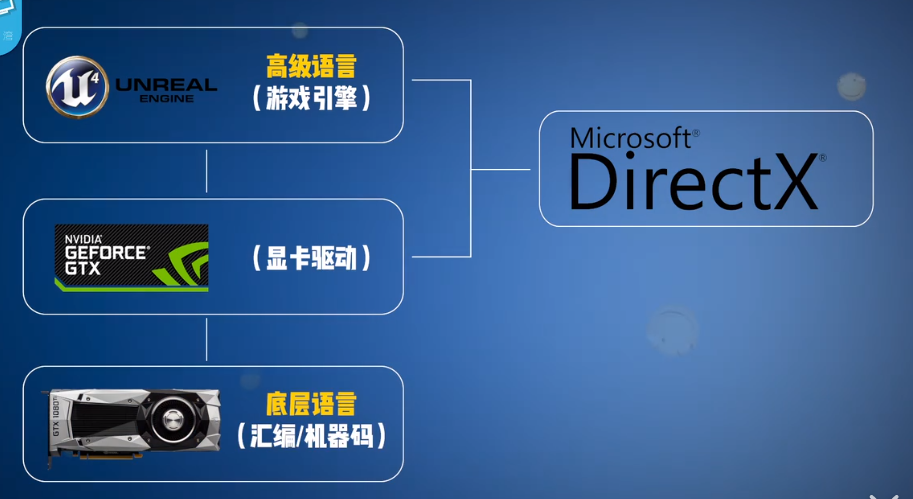 UNREAL
ENGINE
高级语言
（游戏引擎）
Microsoft®
DirectX®
NVIDIA®
GEFORCE®
GTX
（显卡驱动）
GTX 1080Ti
底层语言
（汇编/机器码）